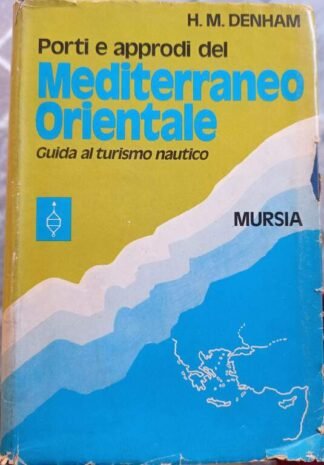 H. M. DENHAM
Porti e approdi del
Mediterraneo
Orientale
Guida al turismo nautico
MURSIA